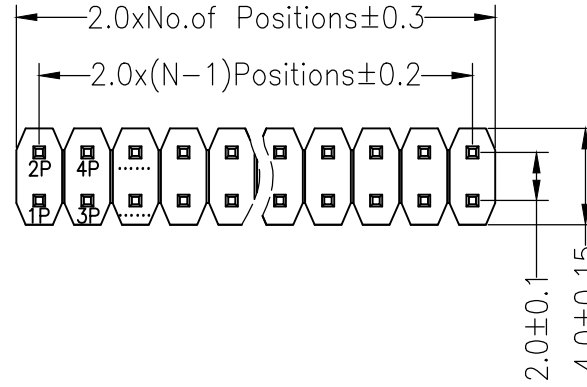 2.0xNo.of Positions±0.3
2.0x(N-1)Positions±0.2
2P 4P ......
1P 3P ......
2.0±0.1
4.0±0.15